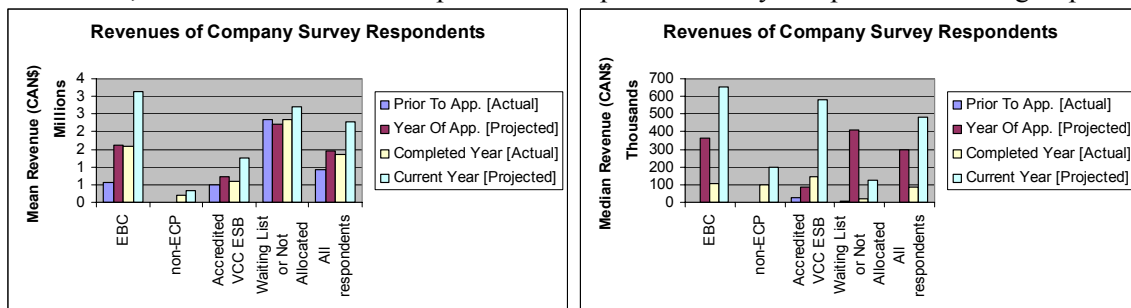 Revenues of Company Survey Respondents
Mean Revenue (CAN$)
Millions
4
3
3
2
2
1
1
0
EBC
non-ECP
Accredited
VCC ESB
Waiting List
or Not
Allocated
All
respondents
Prior To App. [Actual]
Year Of App. [Projected]
Completed Year [Actual]
Current Year [Projected]
Revenues of Company Survey Respondents
Median Revenue (CAN$)
Thousands
700
600
500
400
300
200
100
0
EBC
non-ECP
Accredited
VCC ESB
Waiting List
or Not
Allocated
All
respondents
Prior To App. [Actual]
Year Of App. [Projected]
Completed Year [Actual]
Current Year [Projected]